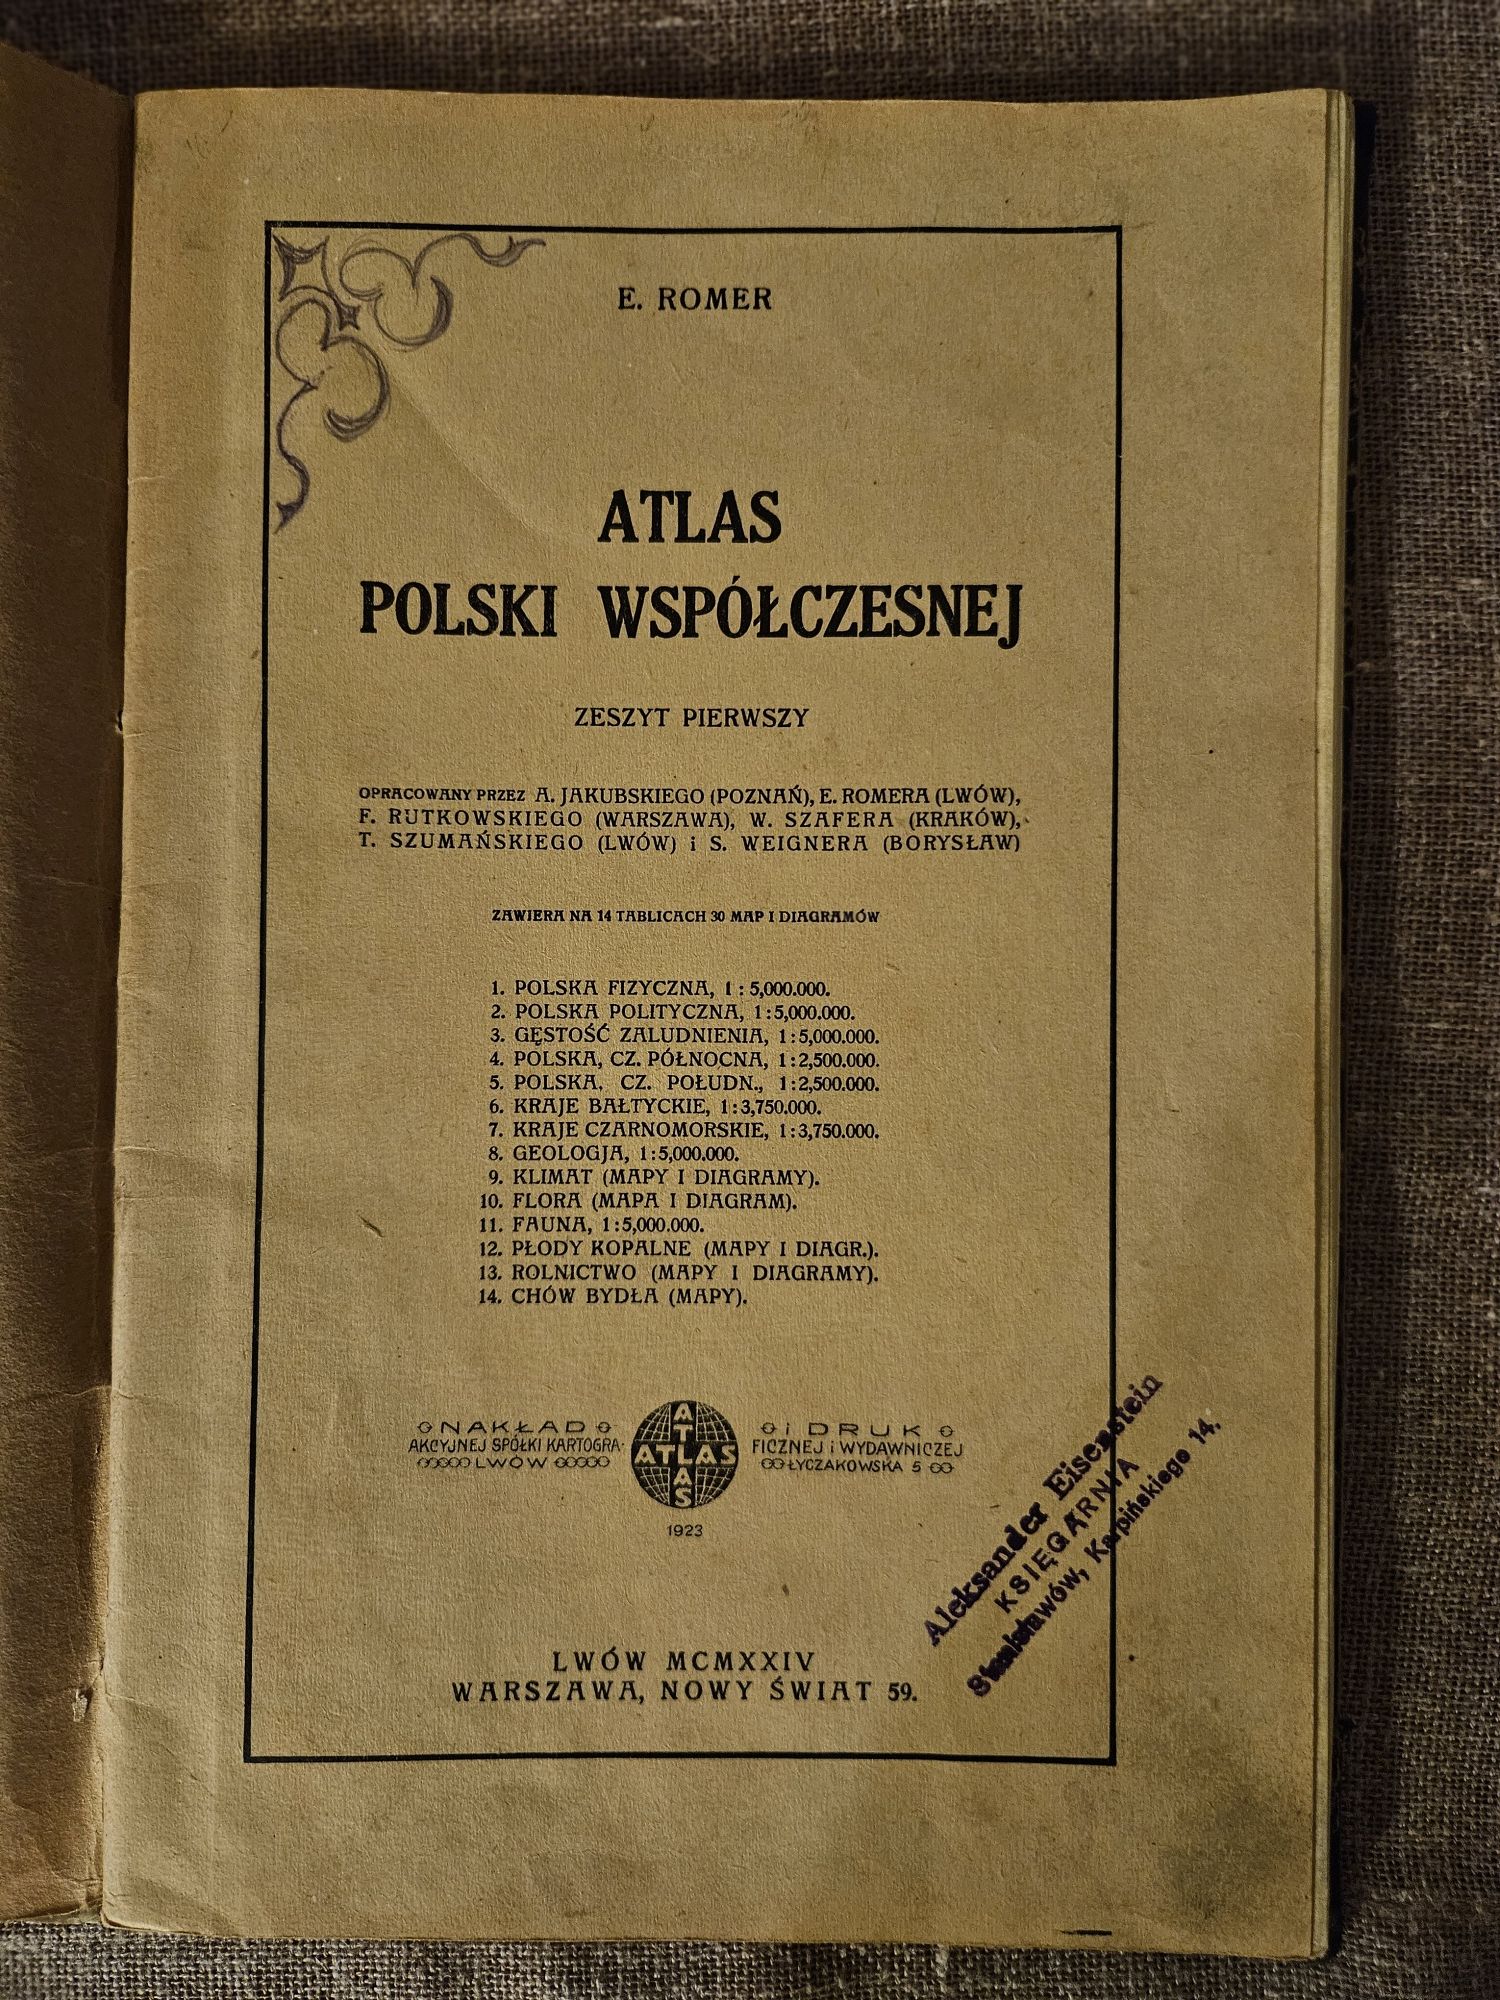 E. ROMER
ATLAS
POLSKI WSPÓŁCZESNEJ
ZESZYT PIERWSZY
OPRACOWANY PRZEZ A. JAKUBSKIEGO (POZNAŃ), E. ROMERA (LWÓW),
F. RUTKOWSKIEGO (WARSZAWA), W. SZAFERA (KRAKÓW),
T. SZUMAŃSKIEGO (LWÓW) i S. WEIGNERA (BORYSŁAW)
ZAWIERA NA 14 TABLICACH 30 MAP I DIAGRAMÓW
1. POLSKA FIZYCZNA, 1 : 5,000.000.
2. POLSKA POLITYCZNA, 1:5,000.000.
3. GĘSTOŚĆ ZALUDNIENIA, 1:5,000.000.
4. POLSKA, CZ. PÓŁNOCNA, 1:2,500.000.
5. POLSKA, CZ. POŁUDN., 1:2,500.000.
6. KRAJE BAŁTYCKIE, 1:3,750.000.
7. KRAJE CZARNOMORSKIE, 1:3,750.000.
8. GEOLOGJA, 1:5,000.000.
9. KLIMAT (MAPY I DIAGRAMY).
10. FLORA (MAPA I DIAGRAM).
11. FAUNA, 1:5,000.000.
12. PŁODY KOPALNE (MAPY I DIAGR.).
13. ROLNICTWO (MAPY I DIAGRAMY).
14. CHÓW BYDŁA (MAPY).
NAKŁAD i DRUK
AKCYJNEJ SPÓŁKI KARTOGRA- FICZNEJ i WYDAWNICZEJ
LWÓW ŁYCZAKOWSKA 5
ATLAS
ATLAS
1923
LWÓW MCMXXIV
WARSZAWA, NOWY ŚWIAT 59.
Aleksander Eisenstein
KSIĘGARNIA
Stanisławów, Karpińskiego 14.